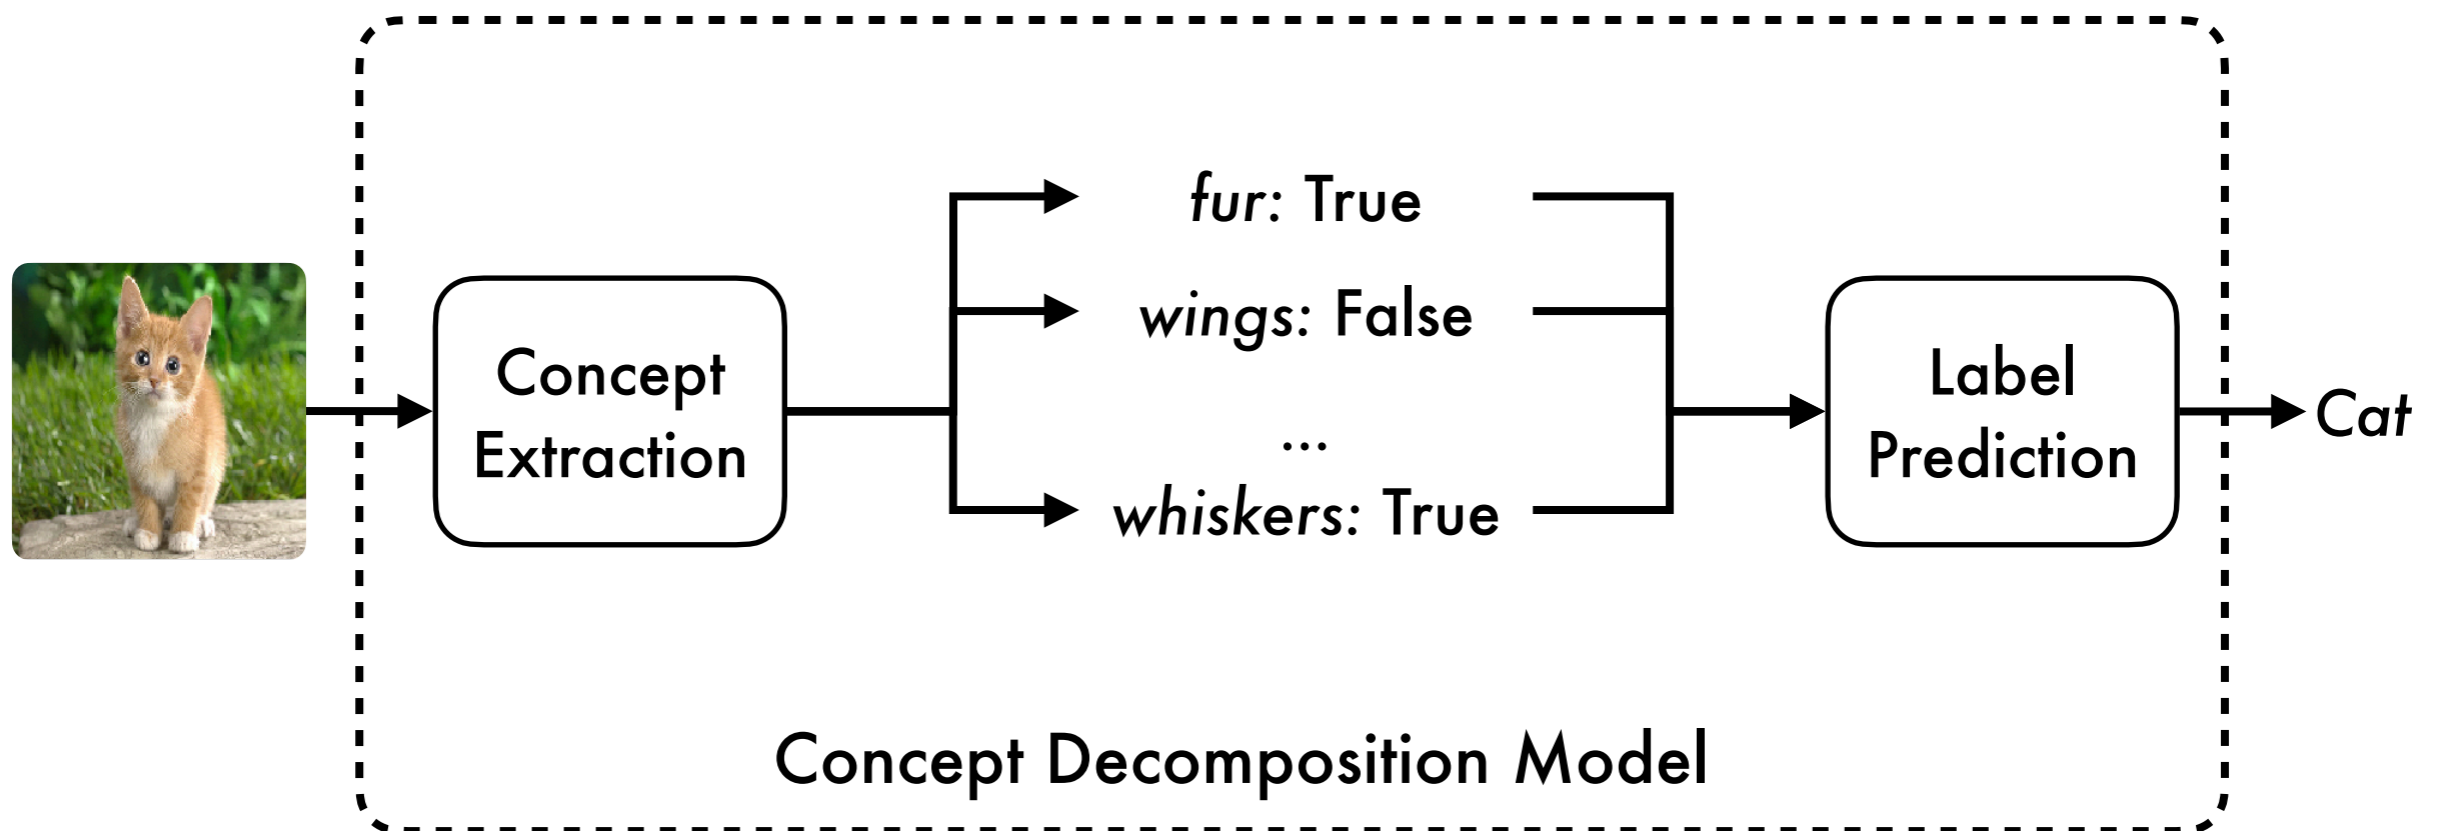 Concept
Extraction
fur: True
wings: False
...
whiskers: True
Label
Prediction
Cat
Concept Decomposition Model